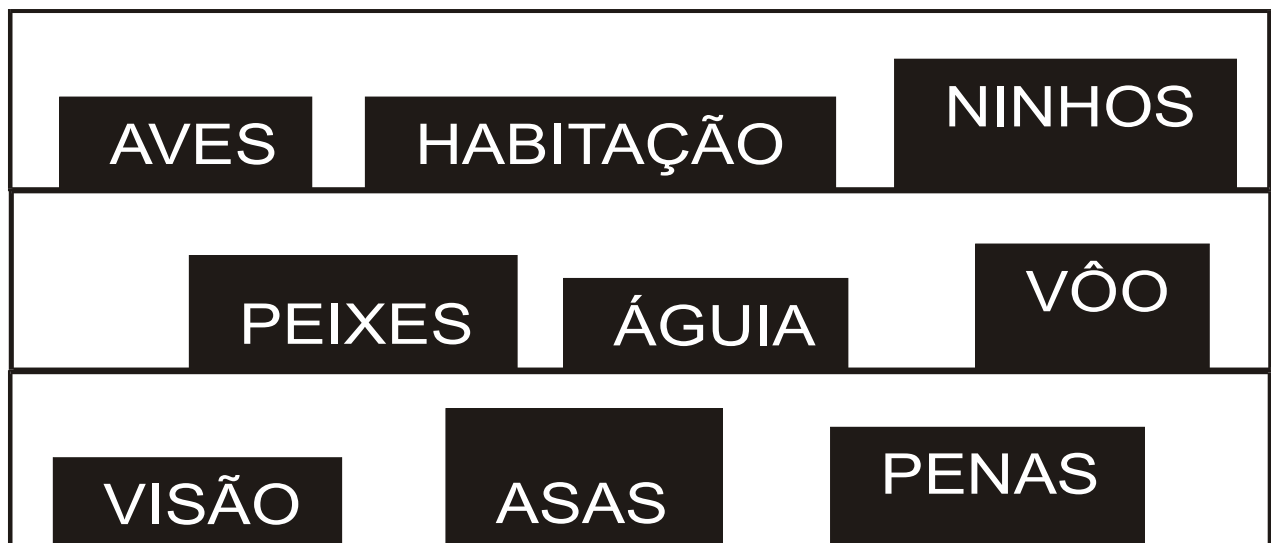 AVES HABITAÇÃO NINHOS
PEIXES ÁGUIA VÔO
VISÃO ASAS PENAS